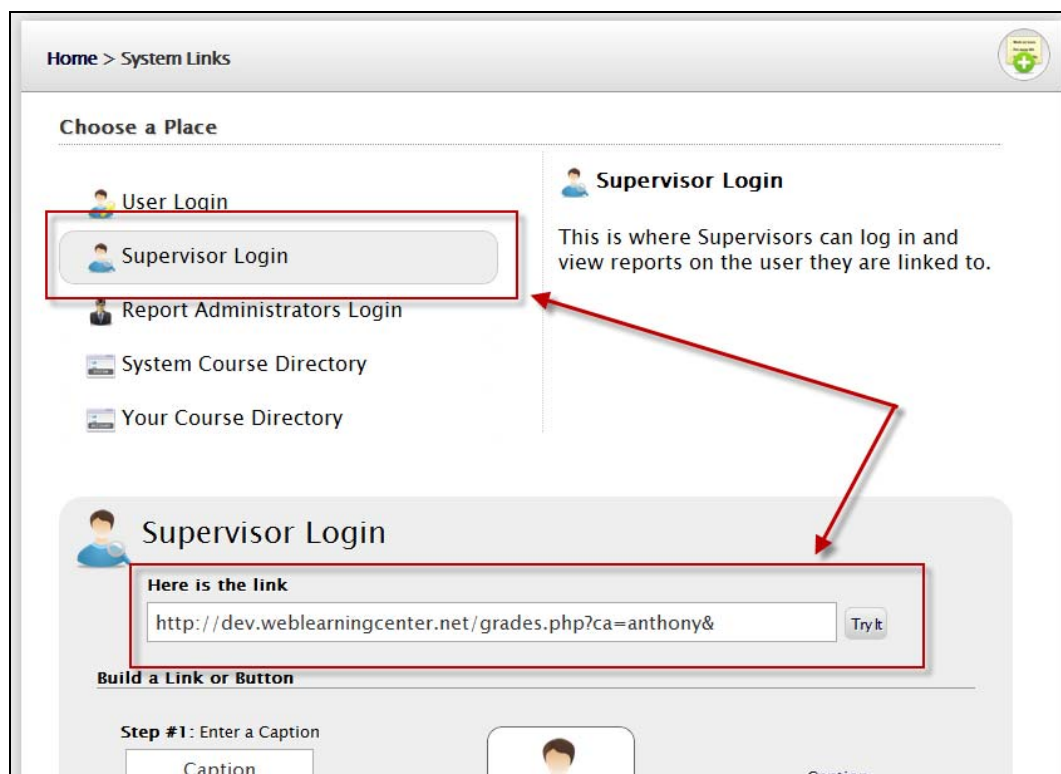 Home > System Links
Choose a Place
User Login
Supervisor Login
Report Administrators Login
System Course Directory
Your Course Directory
Supervisor Login
This is where Supervisors can log in and
view reports on the user they are linked to.
Supervisor Login
Here is the link
http://dev.weblearningcenter.net/grades.php?ca=anthony&
Try It
Build a Link or Button
Step #1: Enter a Caption
Caption
Caption